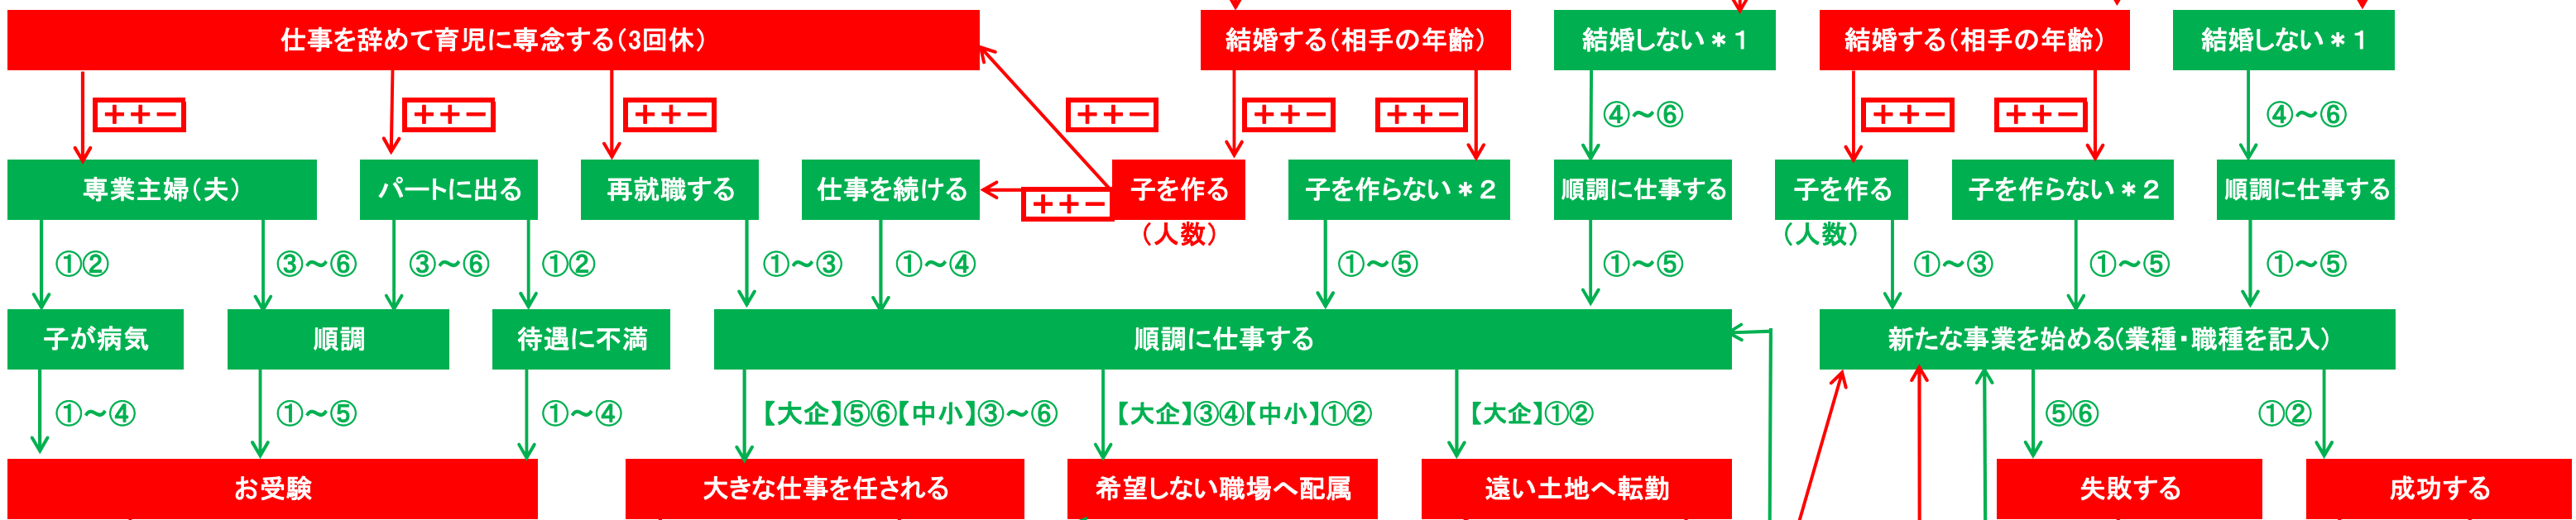 仕事を辞めて育児に専念する(3回休)
結婚する(相手の年齢)
結婚しない＊1
結婚する(相手の年齢)
結婚しない＊1
＋＋－
＋＋－
＋＋－
＋＋－
＋＋－
＋＋－
④～⑥
＋＋－
＋＋－
④～⑥
専業主婦(夫)
パートに出る
再就職する
仕事を続ける
＋＋－
子を作る
(人数)
子を作らない＊2
順調に仕事する
子を作る
(人数)
子を作らない＊2
順調に仕事する
①②
③～⑥
③～⑥
①②
①～③
①～④
①～⑤
①～⑤
①～③
①～⑤
①～⑤
子が病気
順調
待遇に不満
順調に仕事する
新たな事業を始める(業種・職種を記入)
①～④
①～⑤
①～④
【大企】⑤⑥【中小】③～⑥
【大企】③④【中小】①②
【大企】①②
⑤⑥
①②
お受験
大きな仕事を任される
希望しない職場へ配属
遠い土地へ転勤
失敗する
成功する